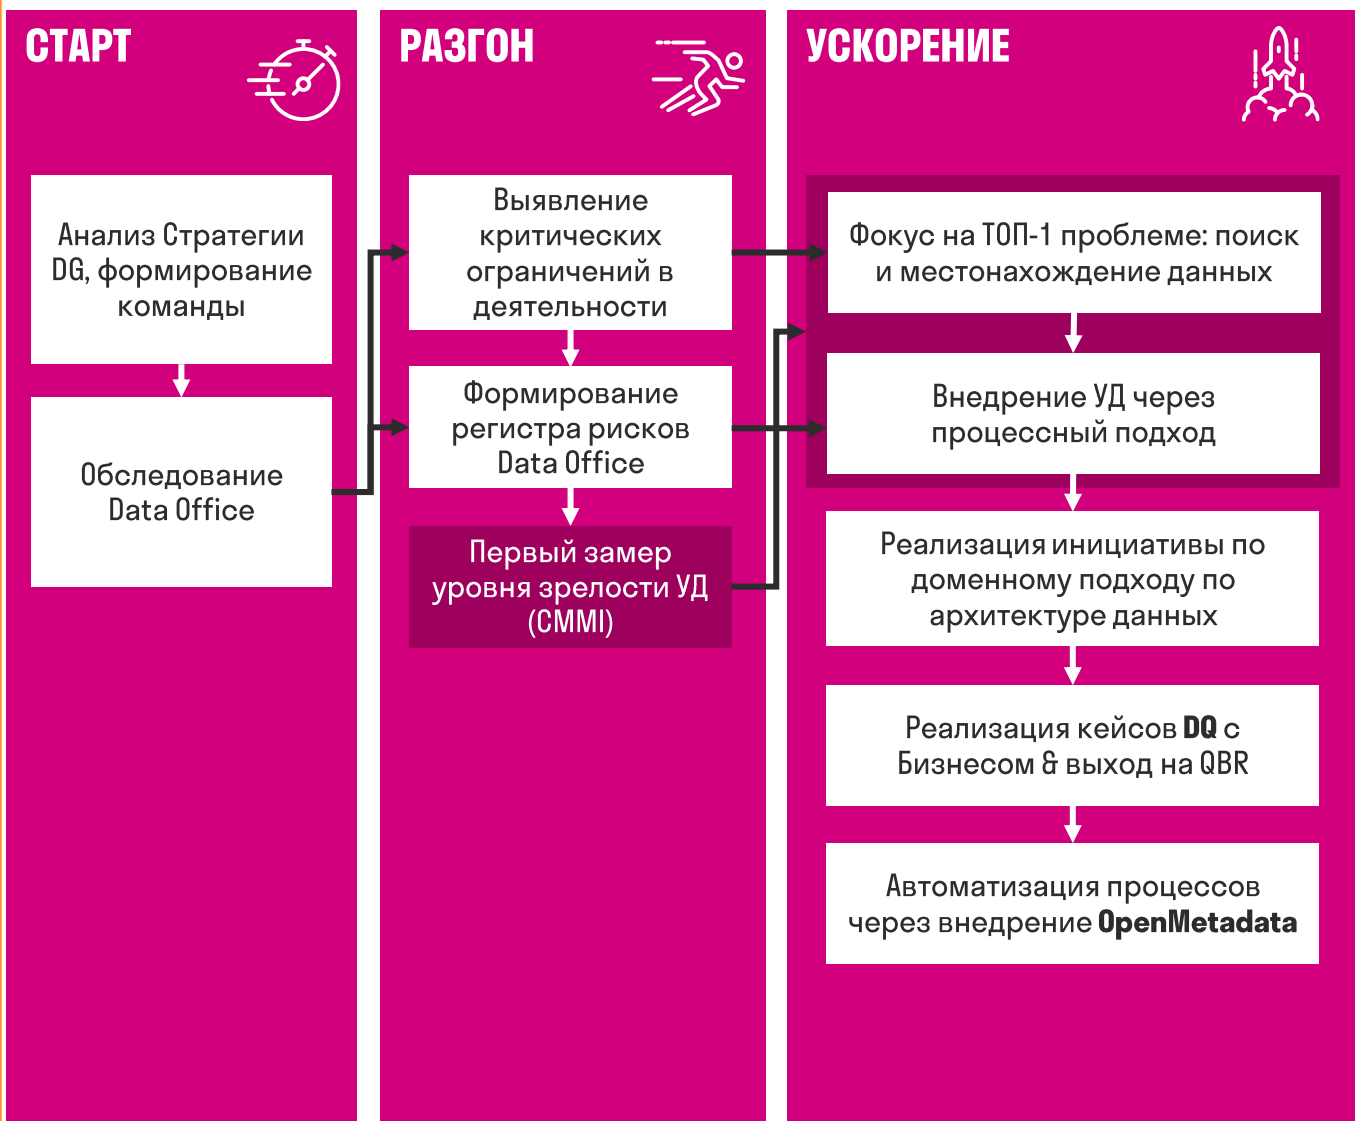 СТАРТ
Анализ Стратегии
DG, формирование
команды
Обследование
Data Office
РАЗГОН
Выявление
критических
ограничений в
деятельности
Формирование
регистра рисков
Data Office
Первый замер
уровня зрелости УД
(CMMI)
УСКОРЕНИЕ
Фокус на ТОП-1 проблеме: поиск
и местонахождение данных
Внедрение УД через
процессный подход
Реализация инициативы по
доменному подходу по
архитектуре данных
Реализация кейсов DQ с
Бизнесом & выход на QBR
Автоматизация процессов
через внедрение OpenMetadata